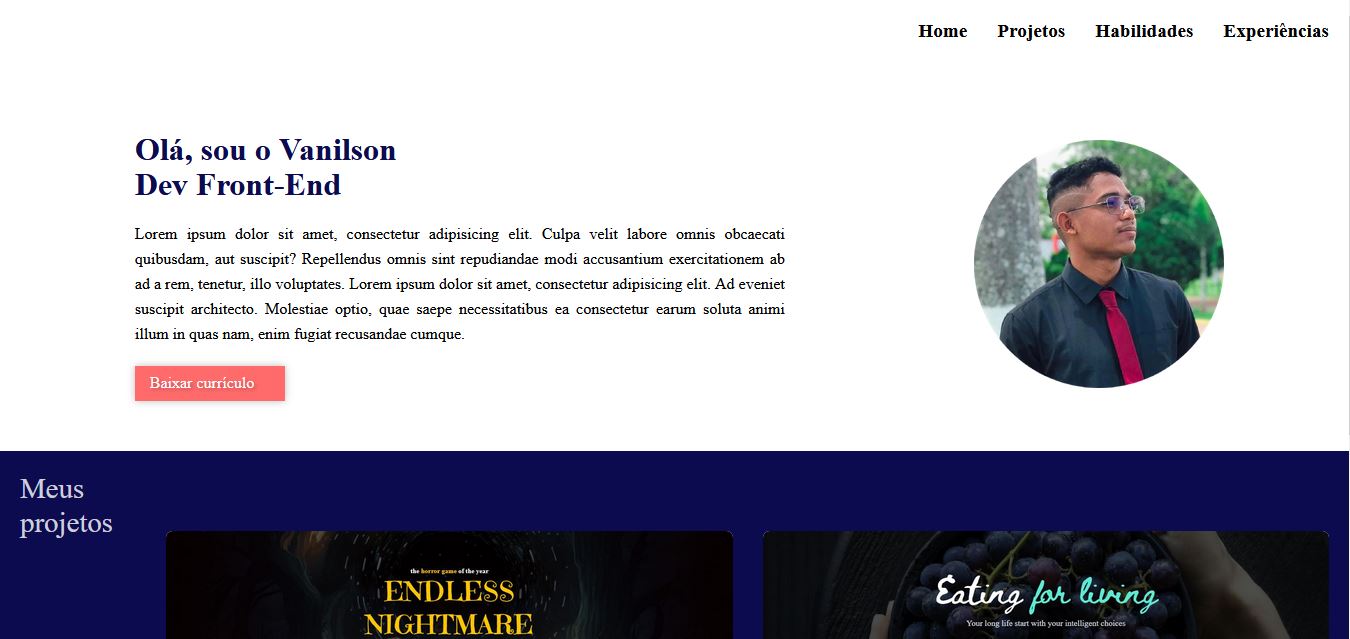 Home Projetos Habilidades Experiências
Olá, sou o Vanilson
Dev Front-End
Lorem ipsum dolor sit amet, consectetur adipisicing elit. Culpa velit labore omnis obcaecati
quibusdam, aut suscipit? Repellendus omnis sint repudiandae modi accusantium exercitationem ab
ad a rem, tenetur, illo voluptates. Lorem ipsum dolor sit amet, consectetur adipisicing elit. Ad eveniet
suscipit architecto. Molestiae optio, quae saepe necessitatibus ea consectetur earum soluta animi
illum in quas nam, enim fugiat recusandae cumque.
Baixar currículo
Meus
projetos
the horror game of the year
ENDLESS
NIGHTMARE
Eating for living
Your long life start with your intelligent choices